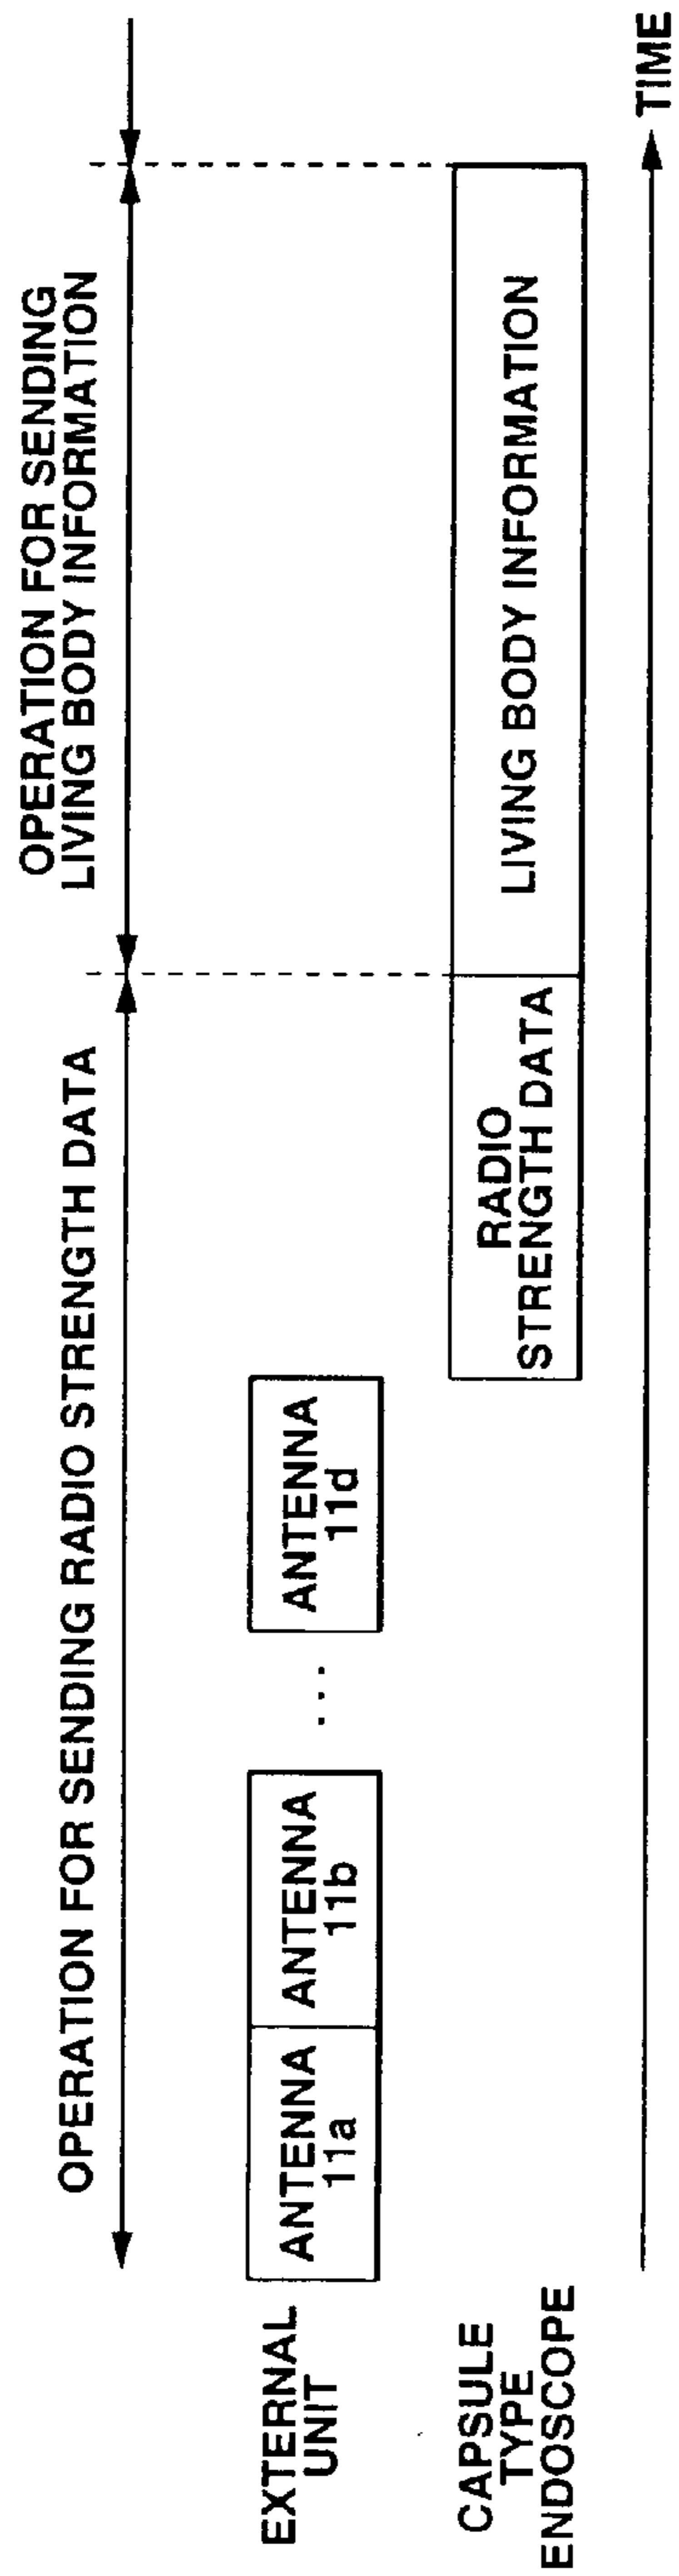 OPERATION FOR SENDING RADIO STRENGTH DATA
OPERATION FOR SENDING
LIVING BODY INFORMATION
EXTERNAL
UNIT
ANTENNA
11a
ANTENNA
11b
...
ANTENNA
11d
CAPSULE
TYPE
ENDOSCOPE
RADIO
STRENGTH DATA
LIVING BODY INFORMATION
TIME